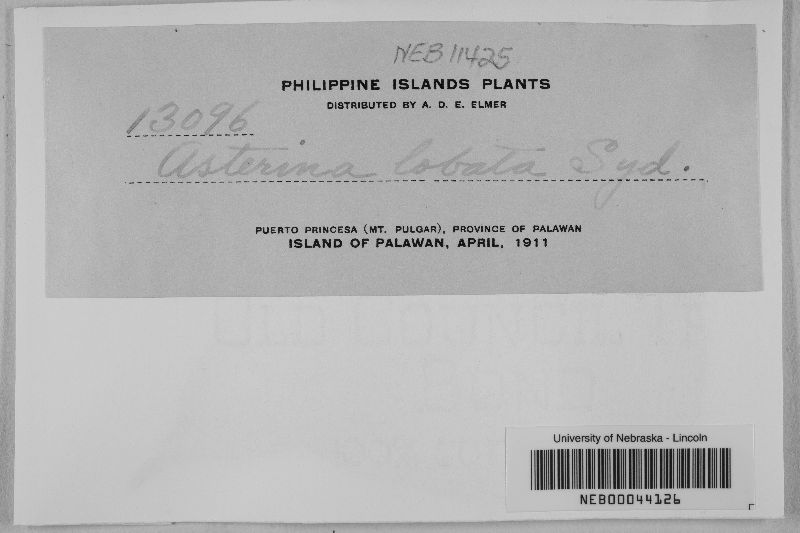 NEB 11425
PHILIPPINE ISLANDS PLANTS
DISTRIBUTED BY A. D. E. ELMER
13096
Asterina lobata Syd.
PUERTO PRINCESA (MT. PULGAR), PROVINCE OF PALAWAN
ISLAND OF PALAWAN, APRIL, 1911
University of Nebraska - Lincoln
NEB00044126